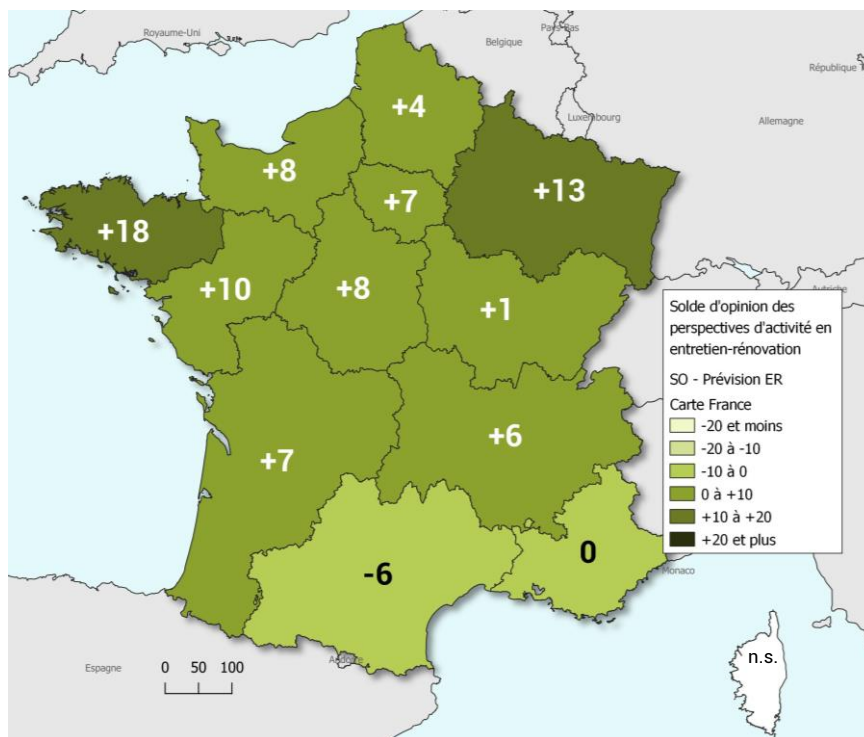 Royaume-Uni
Pays-Bas
Belgique
République
Luxembourg
Allemagne
+4
+8
+7
+13
+18
+10
+8
+1
Autriche
Solde d'opinion des
perspectives d'activité en
entretien-rénovation
SO - Prévision ER
Carte France
-20 et moins
-20 à -10
-10 à 0
0 à +10
+10 à +20
+20 et plus
+6
+7
0
-6
Monaco
n.s.
Andorre
Espagne
0 50 100